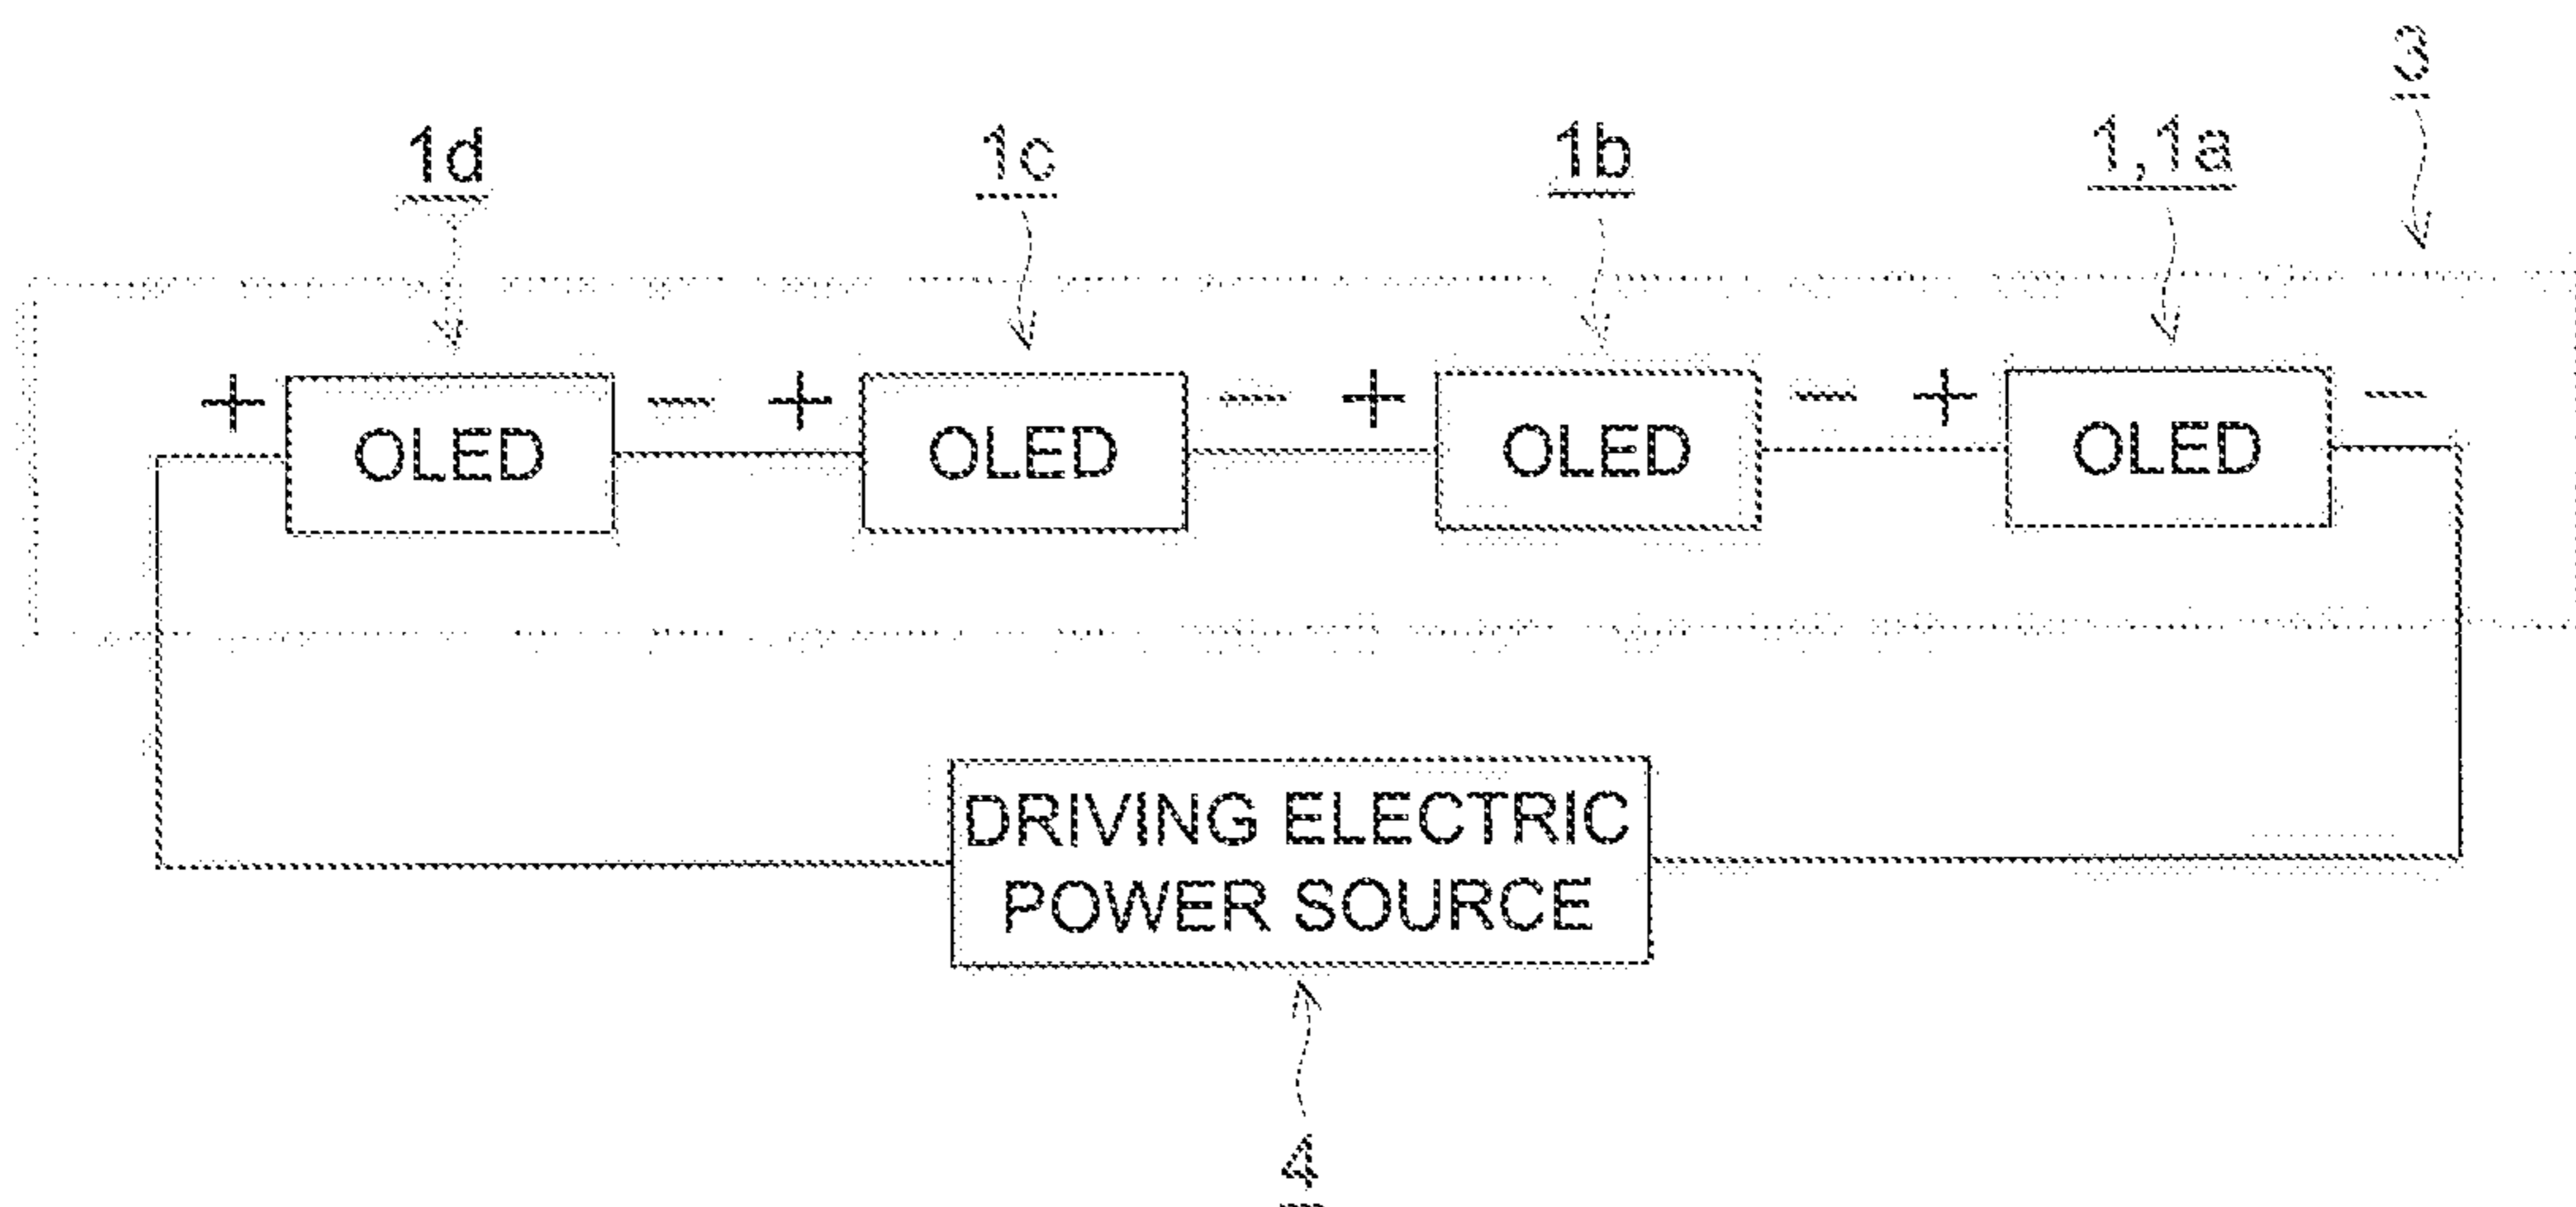 3
1d 1c 1b 1,1a
+ − + − + − + −
OLED OLED OLED OLED
DRIVING ELECTRIC
POWER SOURCE
4